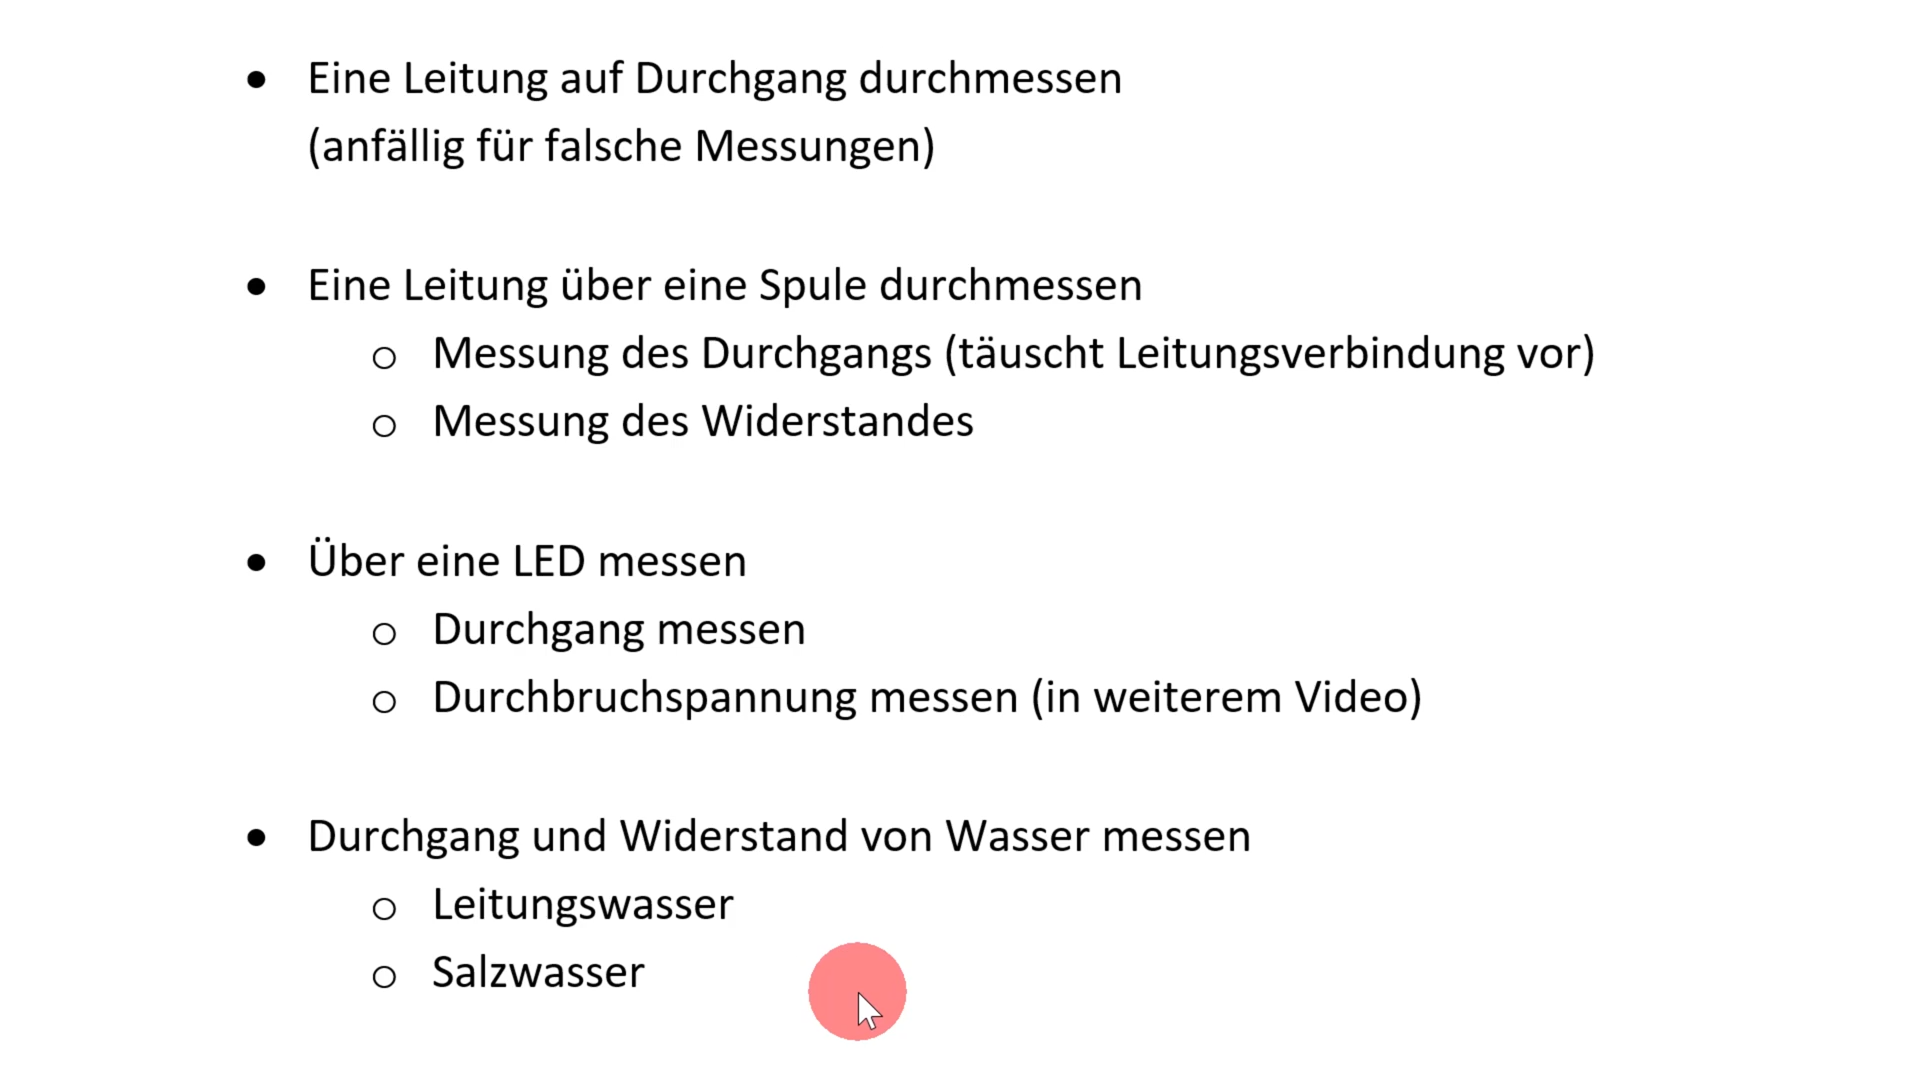 • Eine Leitung auf Durchgang durchmessen
(anfällig für falsche Messungen)
• Eine Leitung über eine Spule durchmessen
○ Messung des Durchgangs (täuscht Leitungsverbindung vor)
○ Messung des Widerstandes
• Über eine LED messen
○ Durchgang messen
○ Durchbruchspannung messen (in weiterem Video)
• Durchgang und Widerstand von Wasser messen
○ Leitungswasser
○ Salzwasser